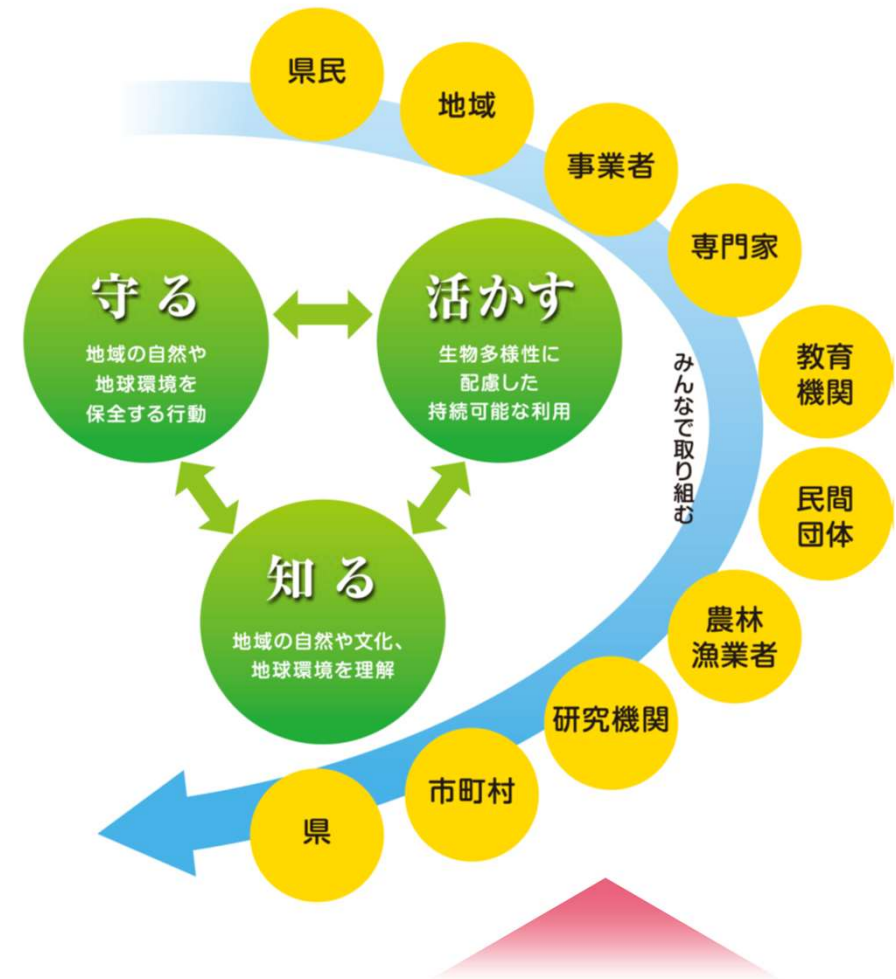 県民
地域
事業者
専門家
教育
機関
民間
団体
農林
漁業者
研究機関
市町村
県
みんなで取り組む
守る
地域の自然や
地球環境を
保全する行動
活かす
生物多様性に
配慮した
持続可能な利用
知る
地域の自然や文化、
地球環境を理解